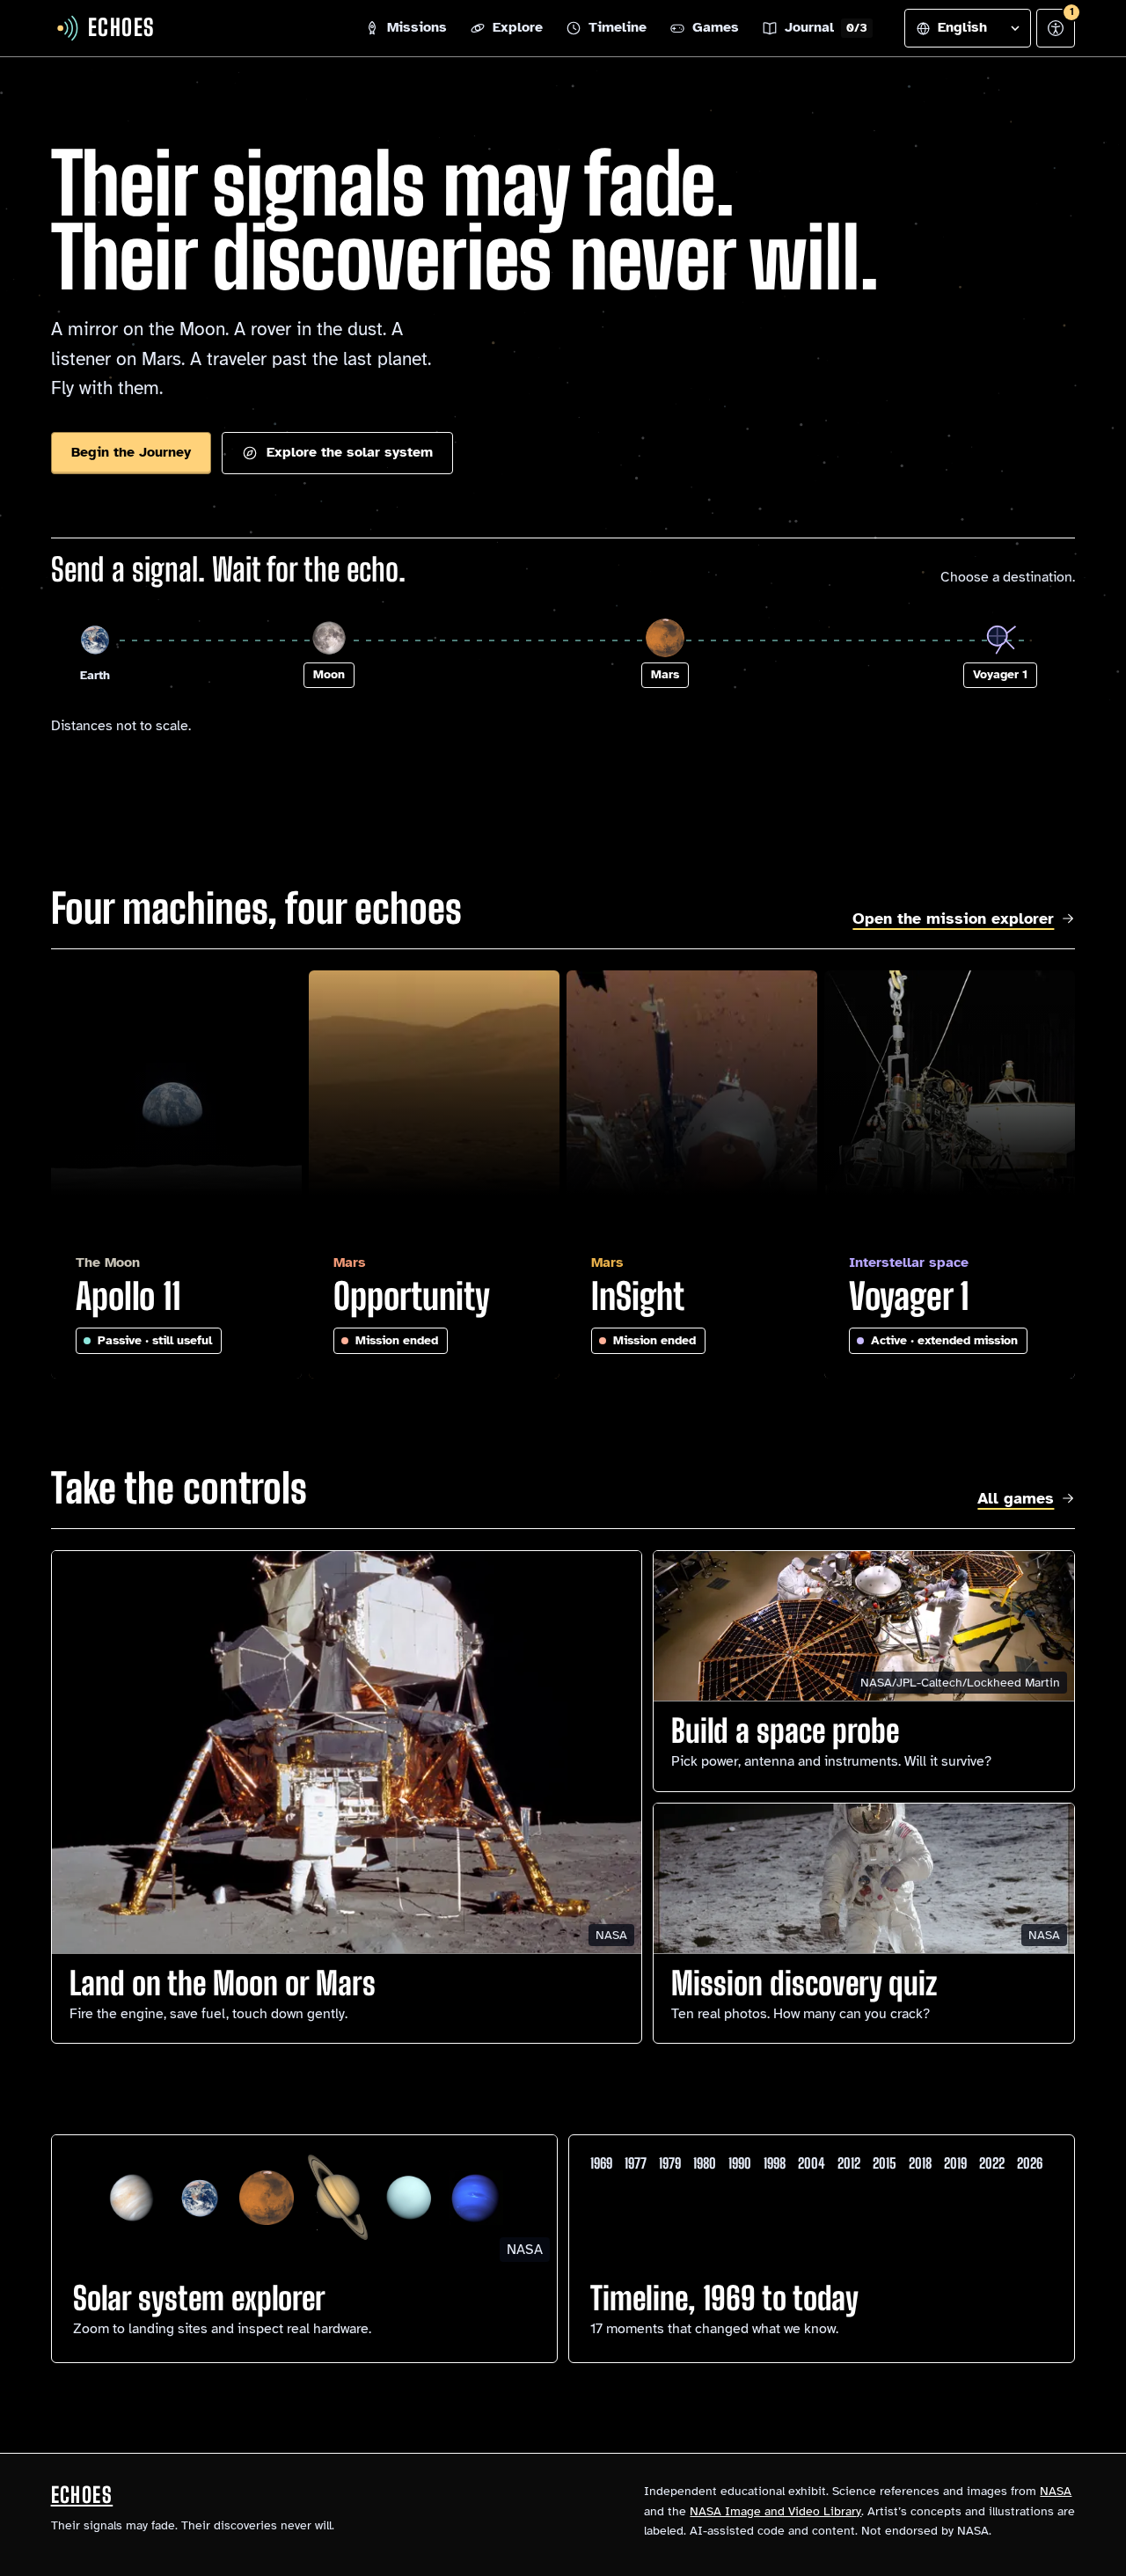 ECHOES
Missions
Explore
Timeline
Games
Journal 0/3
English
1
Their signals may fade.
Their discoveries never will.
A mirror on the Moon. A rover in the dust. A
listener on Mars. A traveler past the last planet.
Fly with them.
Begin the Journey
Explore the solar system
Send a signal. Wait for the echo.
Choose a destination.
Earth
Moon
Mars
Voyager 1
Distances not to scale.
Four machines, four echoes
Open the mission explorer →
The Moon
Apollo 11
Passive · still useful
Mars
Opportunity
Mission ended
Mars
InSight
Mission ended
Interstellar space
Voyager 1
Active · extended mission
Take the controls
All games →
NASA
Land on the Moon or Mars
Fire the engine, save fuel, touch down gently.
NASA/JPL-Caltech/Lockheed Martin
Build a space probe
Pick power, antenna and instruments. Will it survive?
NASA
Mission discovery quiz
Ten real photos. How many can you crack?
NASA
Solar system explorer
Zoom to landing sites and inspect real hardware.
1969 1977 1979 1980 1990 1998 2004 2012 2015 2018 2019 2022 2026
Timeline, 1969 to today
17 moments that changed what we know.
ECHOES
Their signals may fade. Their discoveries never will.
Independent educational exhibit. Science references and images from NASA
and the NASA Image and Video Library. Artist's concepts and illustrations are
labeled. AI-assisted code and content. Not endorsed by NASA.